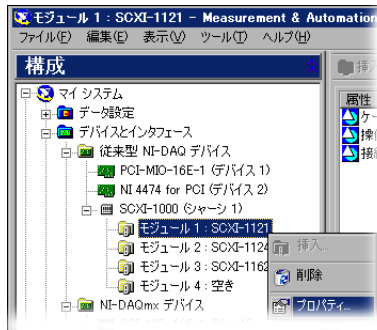 モジュール 1 : SCXI-1121 - Measurement & Automation
ファイル(F) 編集(E) 表示(V) ツール(T) ヘルプ(H)
構成
挿入
属性
マイ システム
データ設定
デバイスとインタフェース
従来型 NI-DAQ デバイス
PCI-MIO-16E-1 (デバイス 1)
NI 4474 for PCI (デバイス 2)
SCXI-1000 (シャーシ 1)
モジュール 1 : SCXI-1121
モジュール 2 : SCXI-1124
モジュール 3 : SCXI-1162
モジュール 4 : 空き
NI-DAQmx デバイス
挿入...
削除
プロパティ...